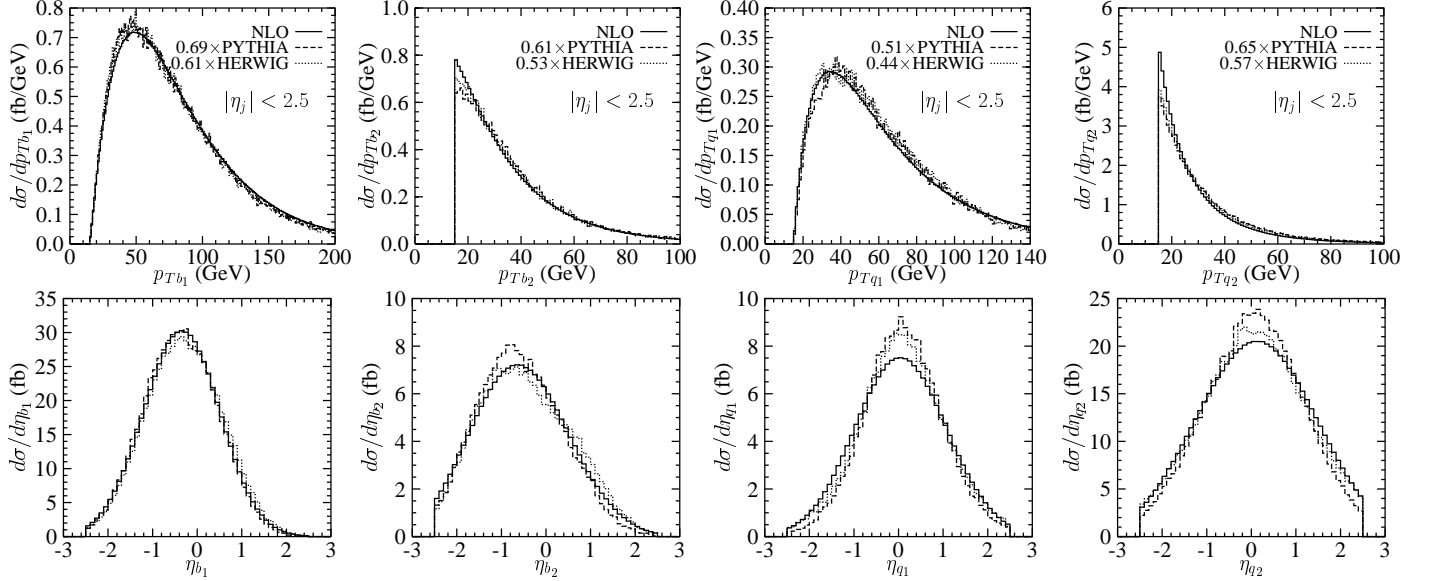 dσ/dp_{Tb_1} (fb/GeV)
0.8
0.7
0.6
0.5
0.4
0.3
0.2
0.1
0.0
NLO
0.69×PYTHIA
0.61×HERWIG
|η_j| < 2.5
0 50 100 150 200
p_{Tb_1} (GeV)
dσ/dp_{Tb_2} (fb/GeV)
1.0
0.8
0.6
0.4
0.2
0.0
NLO
0.61×PYTHIA
0.53×HERWIG
|η_j| < 2.5
0 20 40 60 80 100
p_{Tb_2} (GeV)
dσ/dp_{Tq_1} (fb/GeV)
0.40
0.35
0.30
0.25
0.20
0.15
0.10
0.05
0.00
NLO
0.51×PYTHIA
0.44×HERWIG
|η_j| < 2.5
0 20 40 60 80 100 120 140
p_{Tq_1} (GeV)
dσ/dp_{Tq_2} (fb/GeV)
6
5
4
3
2
1
0
NLO
0.65×PYTHIA
0.57×HERWIG
|η_j| < 2.5
0 20 40 60 80 100
p_{Tq_2} (GeV)
dσ/dη_{b_1} (fb)
35
30
25
20
15
10
5
0
-3 -2 -1 0 1 2 3
η_{b_1}
dσ/dη_{b_2} (fb)
10
8
6
4
2
0
-3 -2 -1 0 1 2 3
η_{b_2}
dσ/dη_{q_1} (fb)
10
8
6
4
2
0
-3 -2 -1 0 1 2 3
η_{q_1}
dσ/dη_{q_2} (fb)
25
20
15
10
5
0
-3 -2 -1 0 1 2 3
η_{q_2}